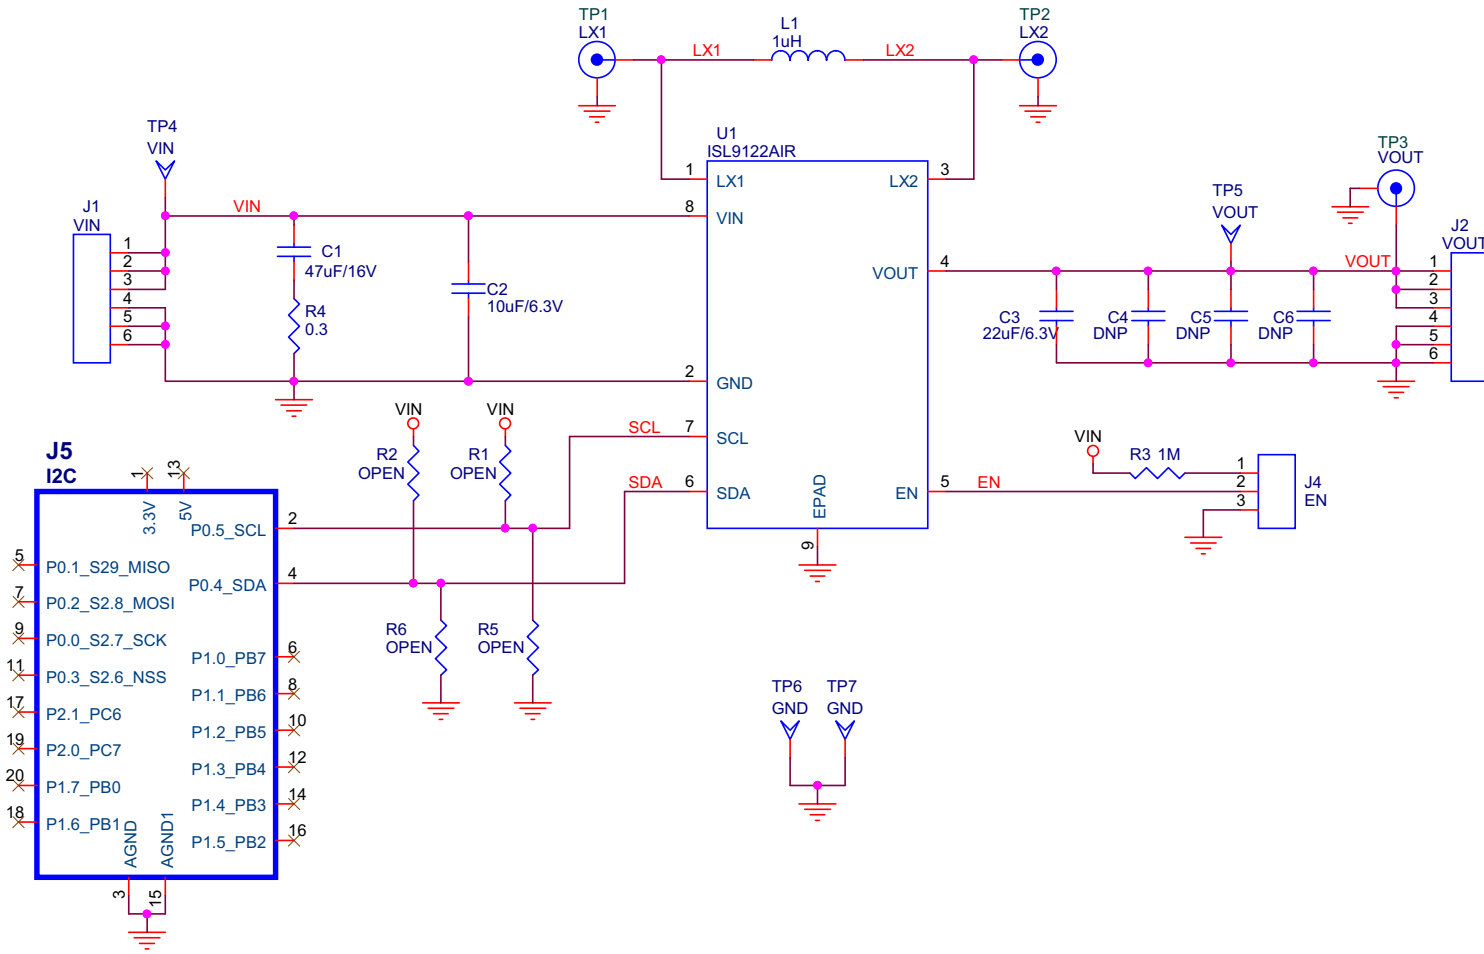 TP1
LX1
LX1
L1
1uH
LX2
TP2
LX2
TP4
VIN
U1
ISL9122AIR
1
LX1
LX2
3
8
VIN
VOUT
4
2
GND
7
SCL
6
SDA
EN
5
EPAD
9
J1
VIN
1
2
3
4
5
6
VIN
C1
47uF/16V
R4
0.3
C2
10uF/6.3V
TP3
VOUT
TP5
VOUT
VOUT
J2
VOUT
1
2
3
4
5
6
C3
22uF/6.3V
C4
DNP
C5
DNP
C6
DNP
VIN
VIN
R2
OPEN
R1
OPEN
SCL
SDA
VIN
R3 1M
EN
1
2
3
J4
EN
J5
I2C
1
13
3.3V
5V
P0.5_SCL
2
P0.4_SDA
4
5
P0.1_S29_MISO
7
P0.2_S2.8_MOSI
9
P0.0_S2.7_SCK
11
P0.3_S2.6_NSS
17
P2.1_PC6
19
P2.0_PC7
20
P1.7_PB0
18
P1.6_PB1
P1.0_PB7
6
P1.1_PB6
8
P1.2_PB5
10
P1.3_PB4
12
P1.4_PB3
14
P1.5_PB2
16
AGND
AGND1
3
15
R6
OPEN
R5
OPEN
TP6
GND
TP7
GND